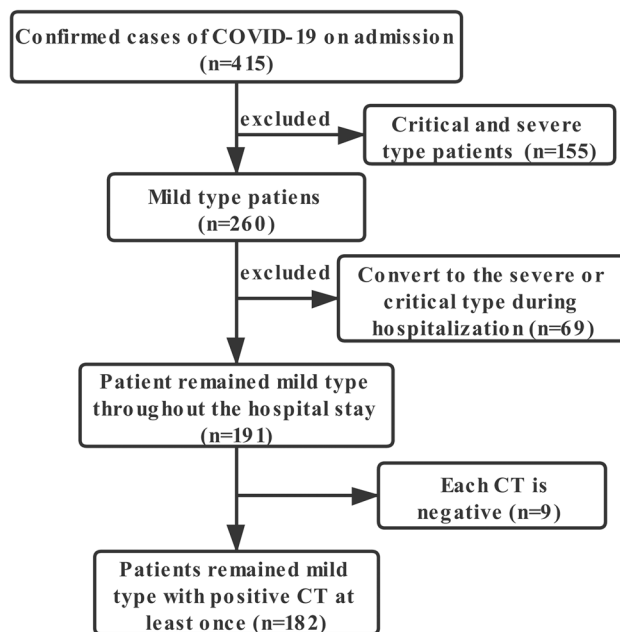 Confirmed cases of COVID-19 on admission
(n=415)
excluded
Critical and severe
type patients (n=155)
Mild type patiens
(n=260)
excluded
Convert to the severe or
critical type during
hospitalization (n=69)
Patient remained mild type
throughout the hospital stay
(n=191)
Each CT is
negative (n=9)
Patients remained mild
type with positive CT at
least once (n=182)